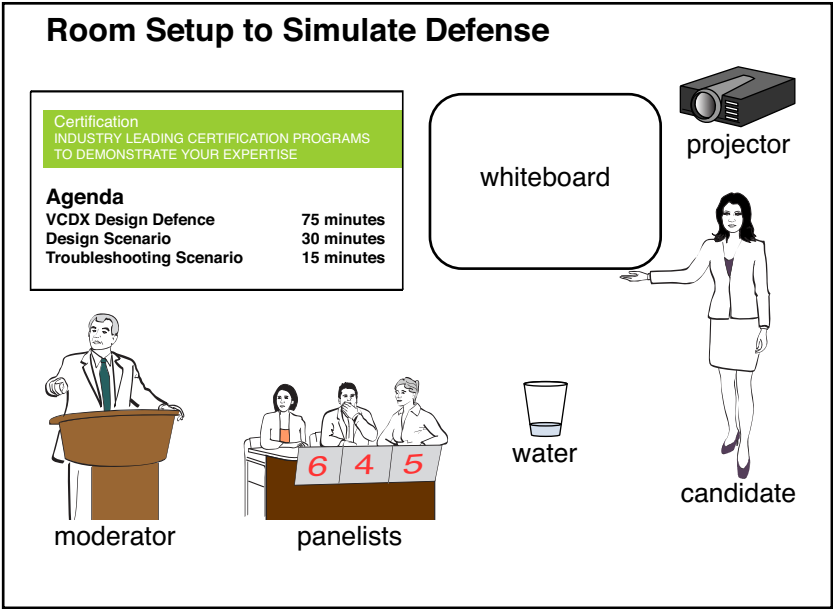 Room Setup to Simulate Defense
Certification
INDUSTRY LEADING CERTIFICATION PROGRAMS
TO DEMONSTRATE YOUR EXPERTISE
Agenda
VCDX Design Defence 75 minutes
Design Scenario 30 minutes
Troubleshooting Scenario 15 minutes
whiteboard
projector
6 4 5
water
candidate
moderator
panelists